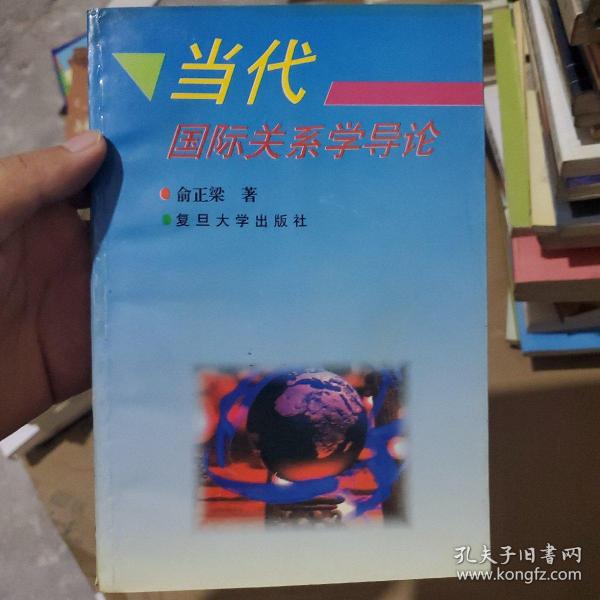 当代
国际关系学导论
俞正梁 著
复旦大学出版社
孔夫子旧书网
www.kongfz.com